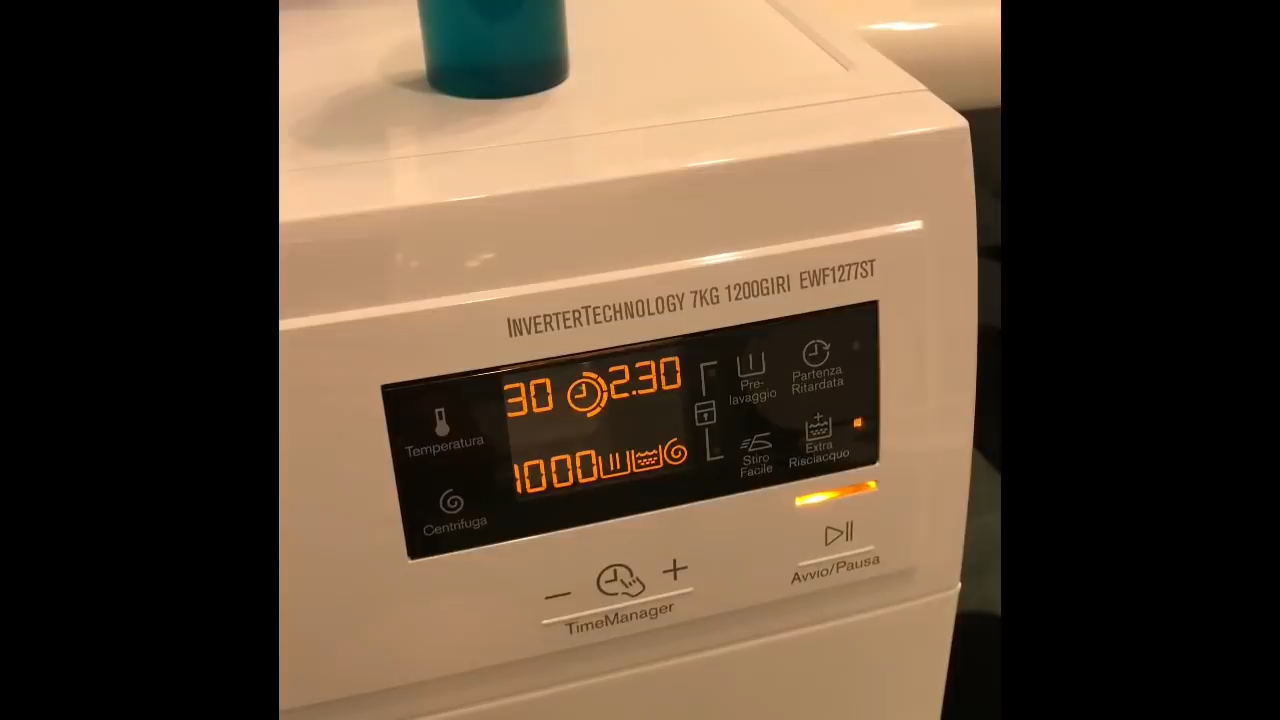 INVERTERTECHNOLOGY 7KG 1200GIRI EWF1277ST
30 2.30
Temperatura
Pre-
lavaggio
Partenza
Ritardata
1000
Centrifuga
Stiro
Facile
Extra
Risciacquo
− +
TimeManager
Avvio/Pausa